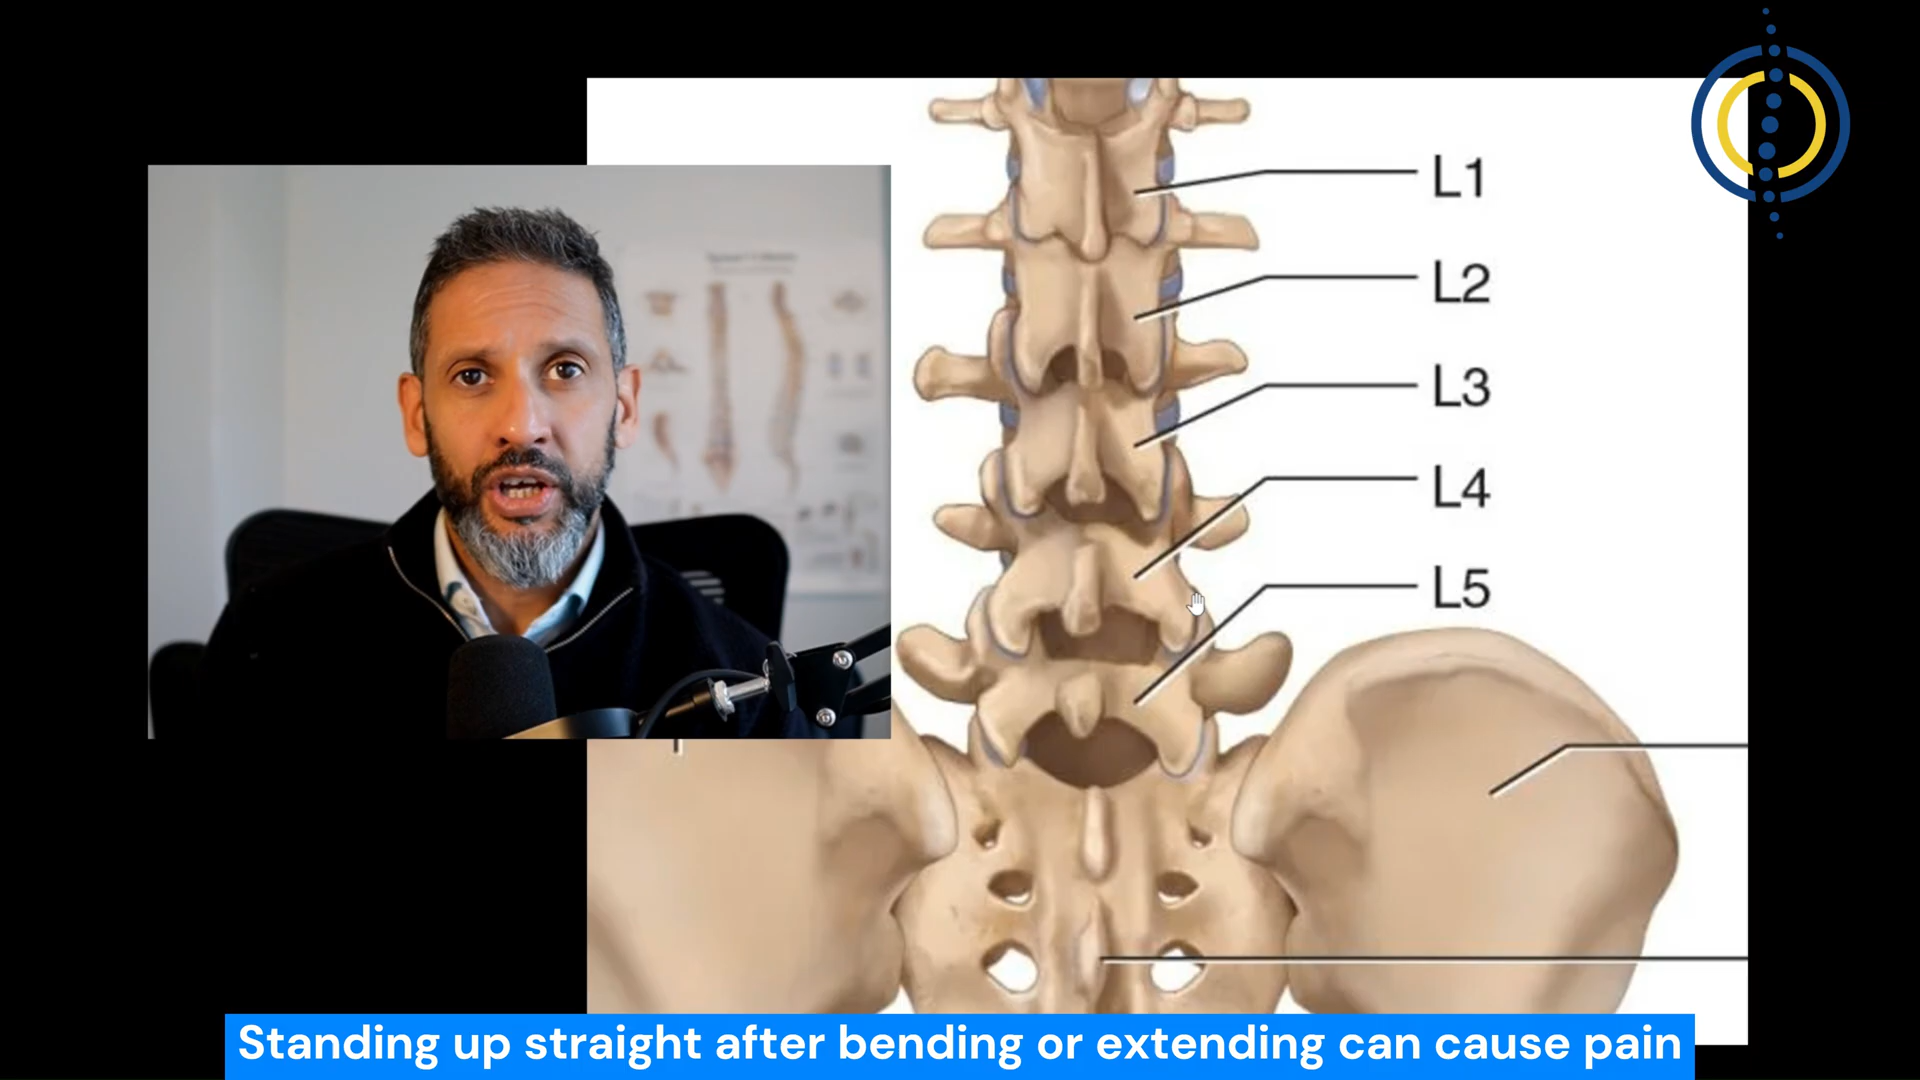 L1
L2
L3
L4
L5
Standing up straight after bending or extending can cause pain